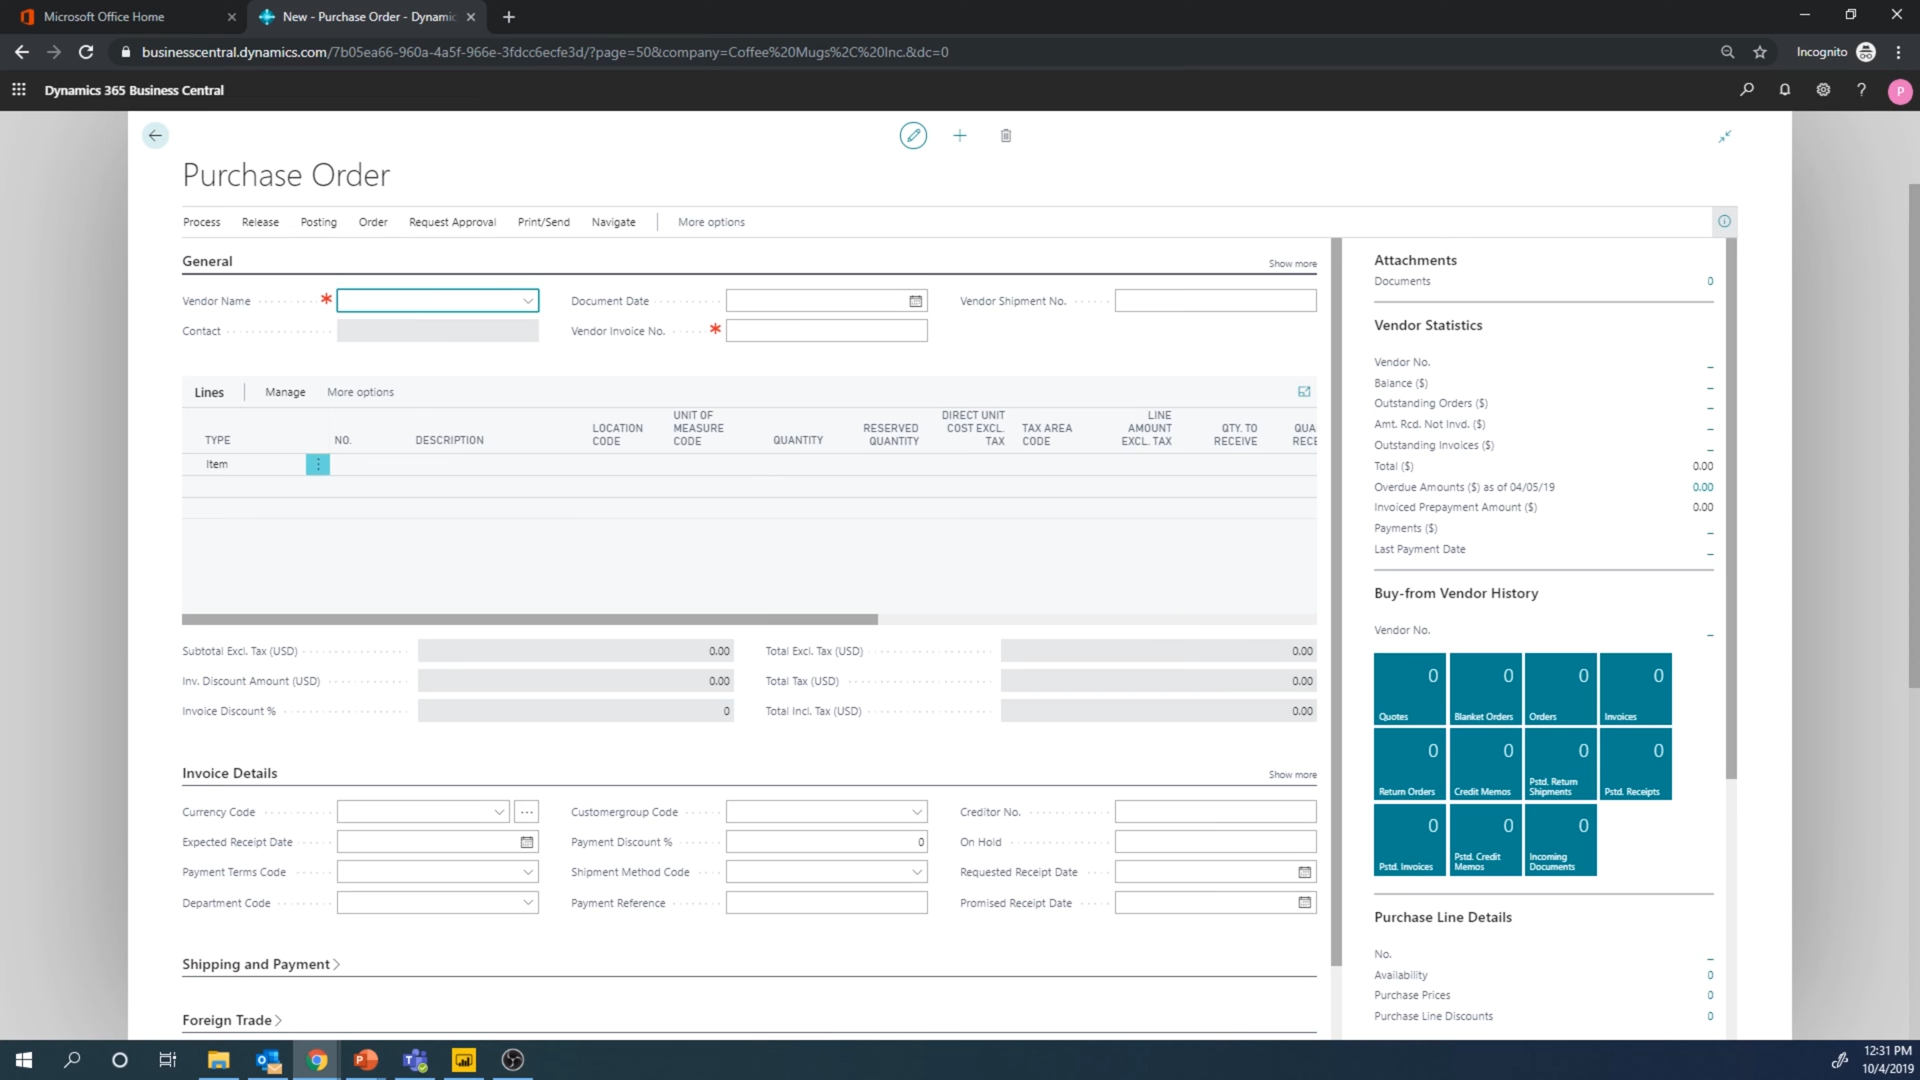 Microsoft Office Home
New - Purchase Order - Dynamic
businesscentral.dynamics.com/7b05ea66-960a-4a5f-966e-3fdcc6ecfe3d/?page=50&company=Coffee%20Mugs%2C%20Inc.&dc=0
Incognito
Dynamics 365 Business Central
P
Purchase Order
Process
Release
Posting
Order
Request Approval
Print/Send
Navigate
More options
General
Show more
Vendor Name
Document Date
Vendor Shipment No.
Contact
Vendor Invoice No.
Lines
Manage
More options
TYPE
NO.
DESCRIPTION
LOCATION
CODE
UNIT OF
MEASURE
CODE
QUANTITY
RESERVED
QUANTITY
DIRECT UNIT
COST EXCL.
TAX
TAX AREA
CODE
LINE
AMOUNT
EXCL. TAX
QTY. TO
RECEIVE
QUA
RECE
Item
Subtotal Excl. Tax (USD) 0.00
Total Excl. Tax (USD) 0.00
Inv. Discount Amount (USD) 0.00
Total Tax (USD) 0.00
Invoice Discount % 0
Total Incl. Tax (USD) 0.00
Invoice Details
Show more
Currency Code
Customergroup Code
Creditor No.
Expected Receipt Date
Payment Discount % 0
On Hold
Payment Terms Code
Shipment Method Code
Requested Receipt Date
Department Code
Payment Reference
Promised Receipt Date
Shipping and Payment
Foreign Trade
Attachments
Documents 0
Vendor Statistics
Vendor No. _
Balance ($) _
Outstanding Orders ($) _
Amt. Rcd. Not Invd. ($) _
Outstanding Invoices ($) _
Total ($) 0.00
Overdue Amounts ($) as of 04/05/19 0.00
Invoiced Prepayment Amount ($) 0.00
Payments ($) _
Last Payment Date _
Buy-from Vendor History
Vendor No. _
0
Quotes
0
Blanket Orders
0
Orders
0
Invoices
0
Return Orders
0
Credit Memos
0
Pstd. Return
Shipments
0
Pstd. Receipts
0
Pstd. Invoices
0
Pstd. Credit
Memos
0
Incoming
Documents
Purchase Line Details
No. _
Availability 0
Purchase Prices 0
Purchase Line Discounts 0
12:31 PM
10/4/2019